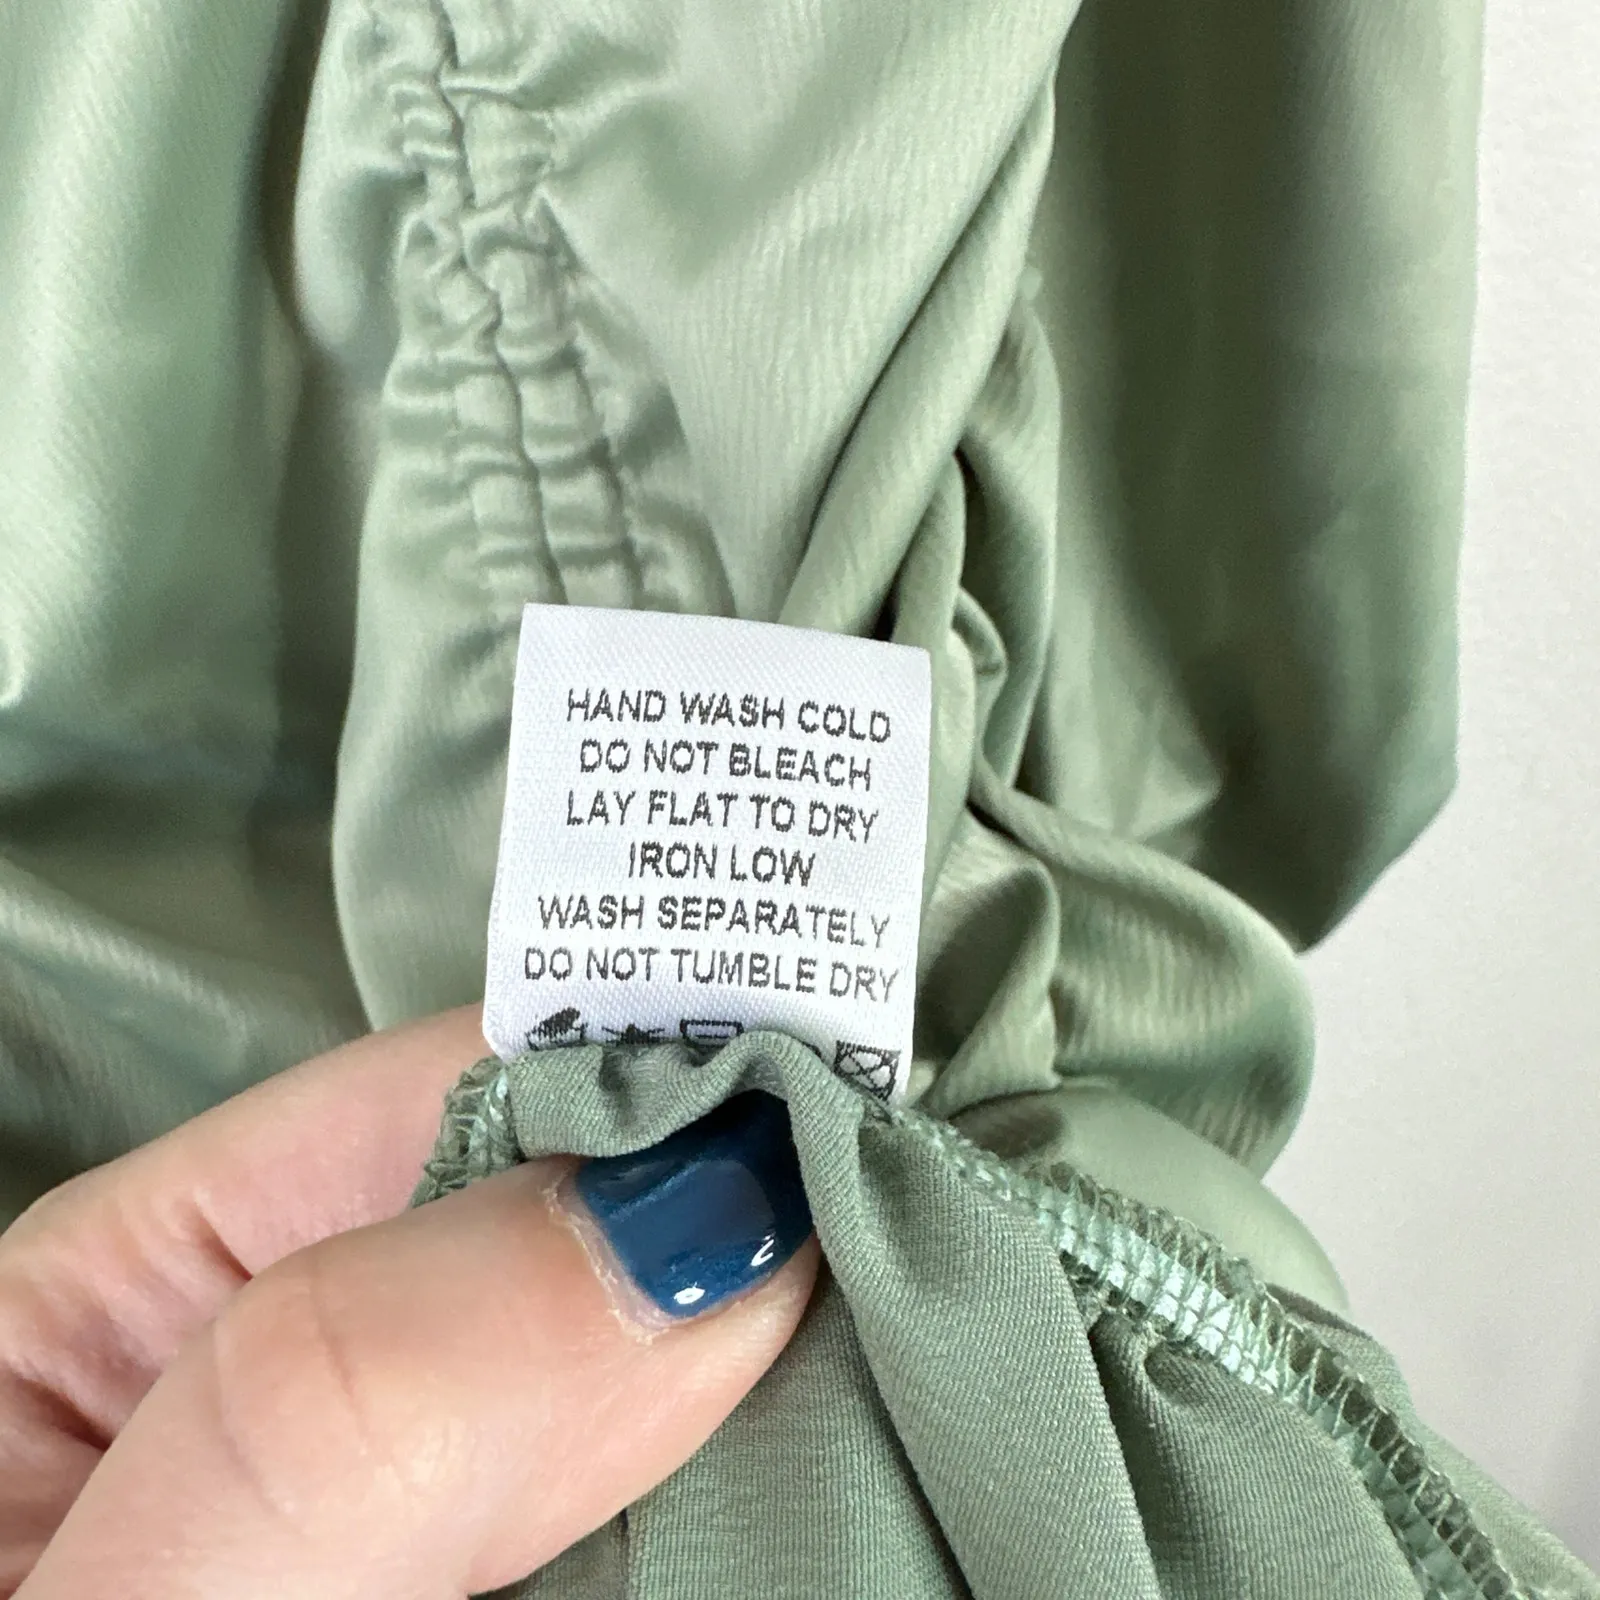 HAND WASH COLD
DO NOT BLEACH
LAY FLAT TO DRY
IRON LOW
WASH SEPARATELY
DO NOT TUMBLE DRY